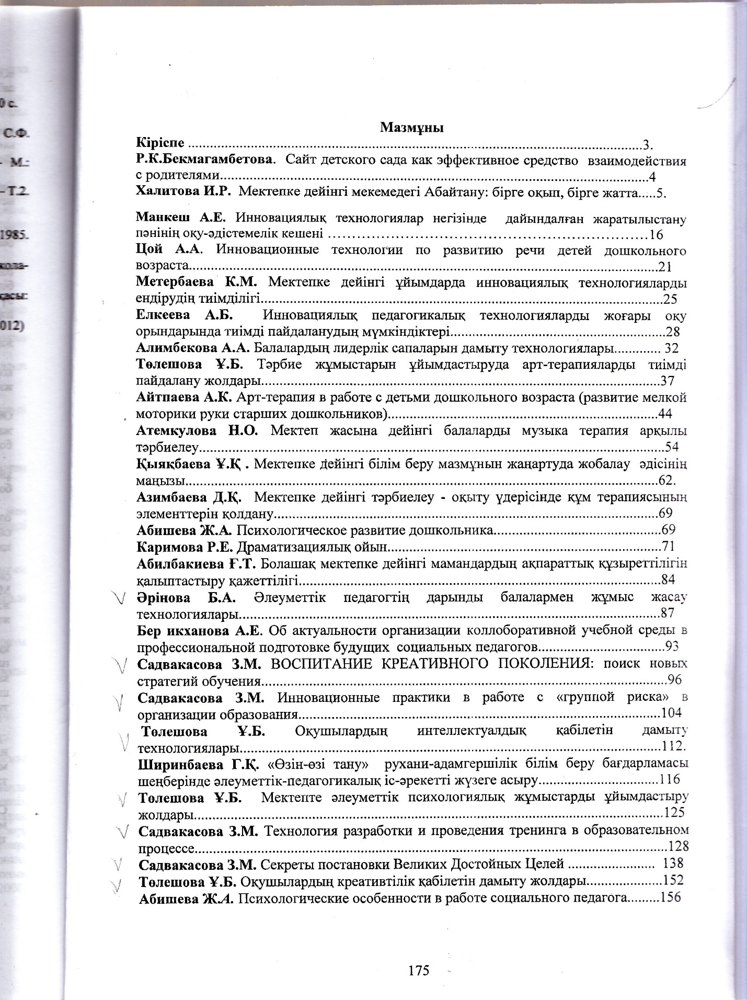 0 с.
С.Ф.
- М.:
– Т.2.
1985.
кола-
қасы:
012)
Мазмұны
Кіріспе ........................................................................3.
Р.К.Бекмагамбетова. Сайт детского сада как эффективное средство взаимодействия
с родителями........................................................................4
Халитова И.Р. Мектепке дейінгі мекемедегі Абайтану: бірге оқып, бірге жатта.....5.
Манкеш А.Е. Инновациялық технологиялар негізінде дайындалған жаратылыстану
пәнінің оқу-әдістемелік кешені ........................................................................16
Цой А.А. Инновационные технологии по развитию речи детей дошкольного
возраста........................................................................21
Метербаева К.М. Мектепке дейінгі ұйымдарда инновациялық технологияларды
ендірудің тиімділігі........................................................................25
Елкеева А.Б. Инновациялық педагогикалық технологияларды жоғары оқу
орындарында тиімді пайдаланудың мүмкіндіктері........................................................................28
Алимбекова А.А. Балалардың лидерлік сапаларын дамыту технологиялары............. 32
Төлешова Ұ.Б. Тәрбие жұмыстарын ұйымдастыруда арт-терапияларды тиімді
пайдалану жолдары........................................................................37
Айтпаева А.К. Арт-терапия в работе с детьми дошкольного возраста (развитие мелкой
моторики руки старших дошкольников)........................................................................44
Атемкулова Н.О. Мектеп жасына дейінгі балаларды музыка терапия арқылы
тәрбиелеу........................................................................54
Қыяқбаева Ұ.Қ . Мектепке дейінгі білім беру мазмұнын жаңартуда жобалау әдісінің
маңызы........................................................................62.
Азимбаева Д.Қ. Мектепке дейінгі тәрбиелеу - оқыту үдерісінде құм терапиясының
элементтерін қолдану........................................................................69
Абишева Ж.А. Психологическое развитие дошкольника........................................69
Каримова Р.Е. Драматизациялық ойын........................................................................71
Абилбакиева Ғ.Т. Болашақ мектепке дейінгі мамандардың ақпараттық құзыреттілігін
қалыптастыру қажеттілігі........................................................................84
Әрінова Б.А. Әлеуметтік педагогтің дарынды балалармен жұмыс жасау
технологиялары........................................................................87
Бер икханова А.Е. Об актуальности организации коллоборативной учебной среды в
профессиональной подготовке будущих социальных педагогов..................................93
Садвакасова З.М. ВОСПИТАНИЕ КРЕАТИВНОГО ПОКОЛЕНИЯ: поиск новых
стратегий обучения........................................................................96
Садвакасова З.М. Инновационные практики в работе с «группой риска» в
организации образования........................................................................104
Төлешова Ұ.Б. Оқушылардың интеллектуалдық қабілетін дамыту
технологиялары........................................................................112.
Ширинбаева Г.Қ. «Өзін-өзі тану» рухани-адамгершілік білім беру бағдарламасы
шеңберінде әлеуметтік-педагогикалық іс-әрекетті жүзеге асыру.................................116
Төлешова Ұ.Б. Мектепте әлеуметтік психологиялық жұмыстарды ұйымдастыру
жолдары........................................................................125
Садвакасова З.М. Технология разработки и проведения тренинга в образовательном
процессе........................................................................128
Садвакасова З.М. Секреты постановки Великих Достойных Целей ........................ 138
Төлешова Ұ.Б. Оқушылардың креативтілік қабілетін дамыту жолдары.....................152
Абишева Ж.А. Психологические особенности в работе социального педагога.........156
175